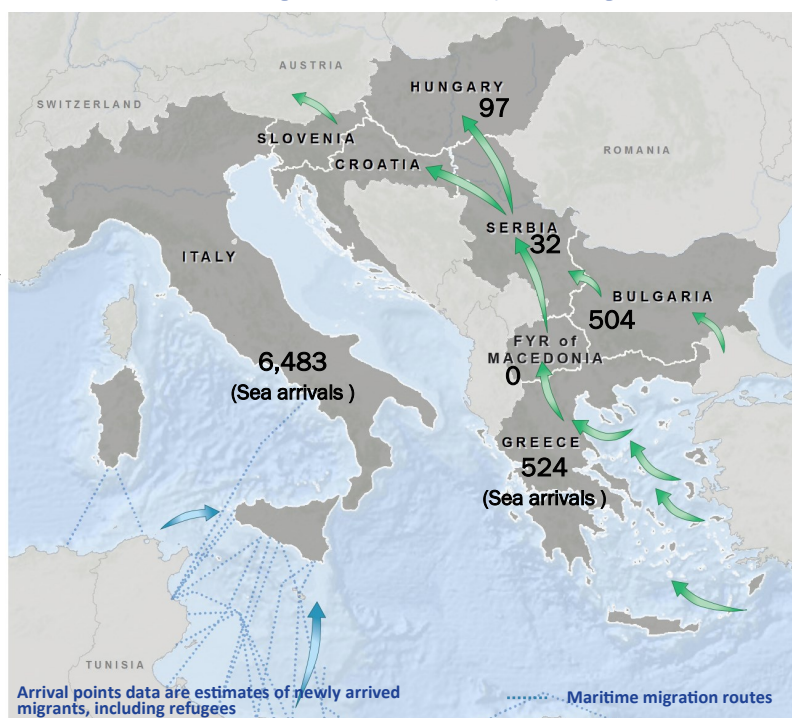 AUSTRIA
HUNGARY
97
SWITZERLAND
SLOVENIA
CROATIA
ROMANIA
SERBIA
32
ITALY
BULGARIA
504
FYR of
MACEDONIA
0
6,483
(Sea arrivals )
GREECE
524
(Sea arrivals )
TUNISIA
Arrival points data are estimates of newly arrived
migrants, including refugees
Maritime migration routes